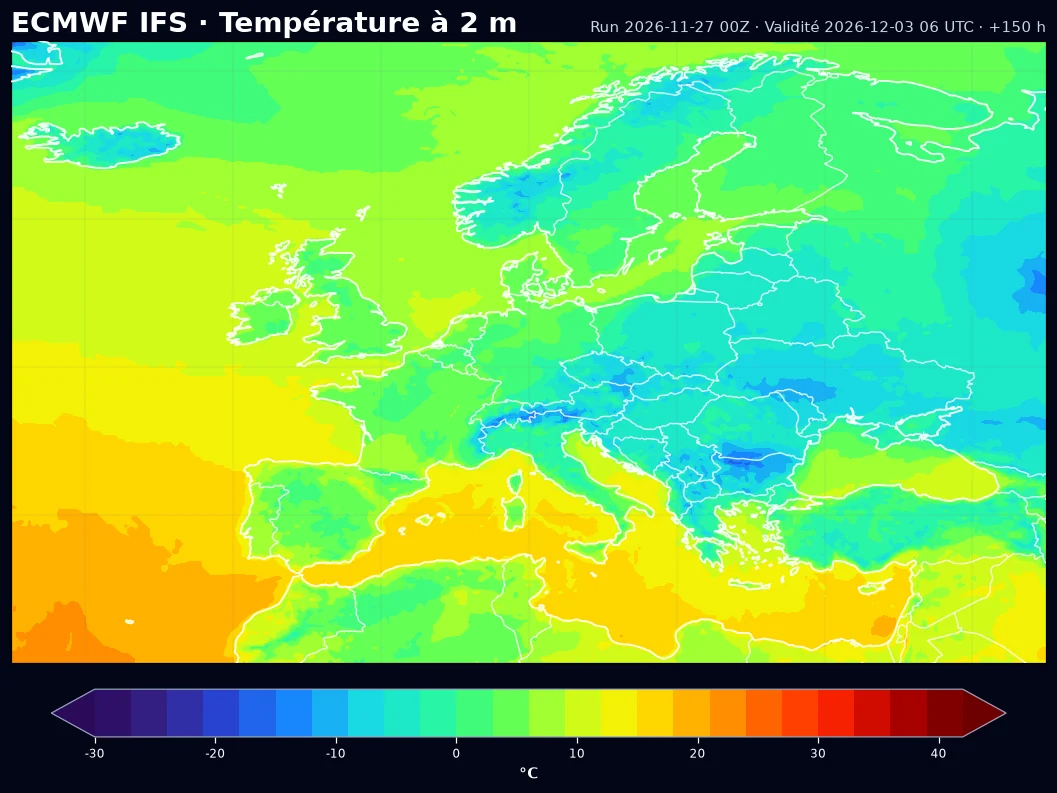 ECMWF IFS · Température à 2 m
Run 2026-11-27 00Z · Validité 2026-12-03 06 UTC · +150 h
-30 -20 -10 0 10 20 30 40
°C